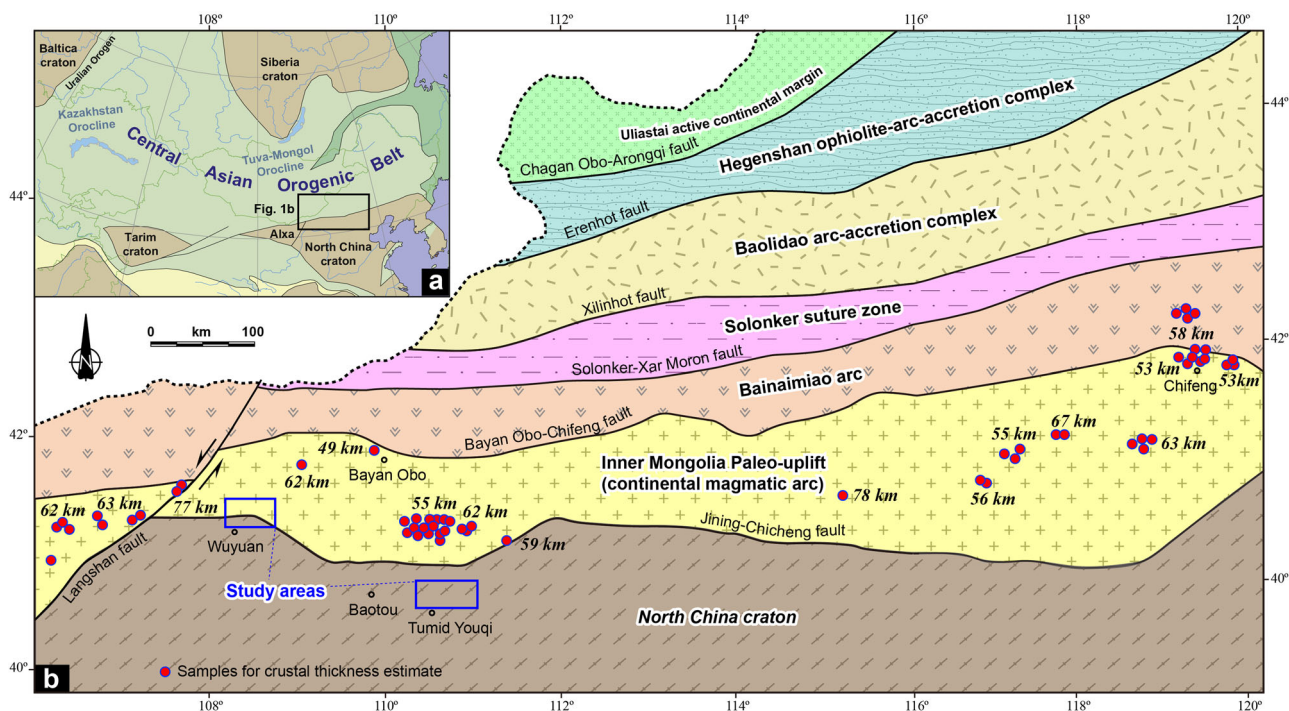 108°
110°
112°
114°
116°
118°
120°
Baltica
craton
Uralian Orogen
Siberia
craton
Kazakhstan
Orocline
Central
Asian
Orogenic
Belt
Tuva-Mongol
Orocline
Fig. 1b
Alxa
Tarim
craton
North China
craton
a
44°
44°
Uliastai active continental margin
Chagan Obo-Arongqi fault
Hegenshan ophiolite-arc-accretion complex
Erenhot fault
Baolidao arc-accretion complex
Xilinhot fault
Solonker suture zone
Solonker-Xar Moron fault
0 km 100
N
58 km
42°
53 km
53km
Chifeng
Bainaimiao arc
42°
Bayan Obo-Chifeng fault
49 km
Bayan Obo
62 km
67 km
55 km
63 km
Inner Mongolia Paleo-uplift
(continental magmatic arc)
77 km
62 km
63 km
55 km
62 km
78 km
56 km
Jining-Chicheng fault
59 km
Wuyuan
Langshan fault
Study areas
40°
Baotou
Tumid Youqi
North China craton
40°
b
Samples for crustal thickness estimate
108°
110°
112°
114°
116°
118°
120°